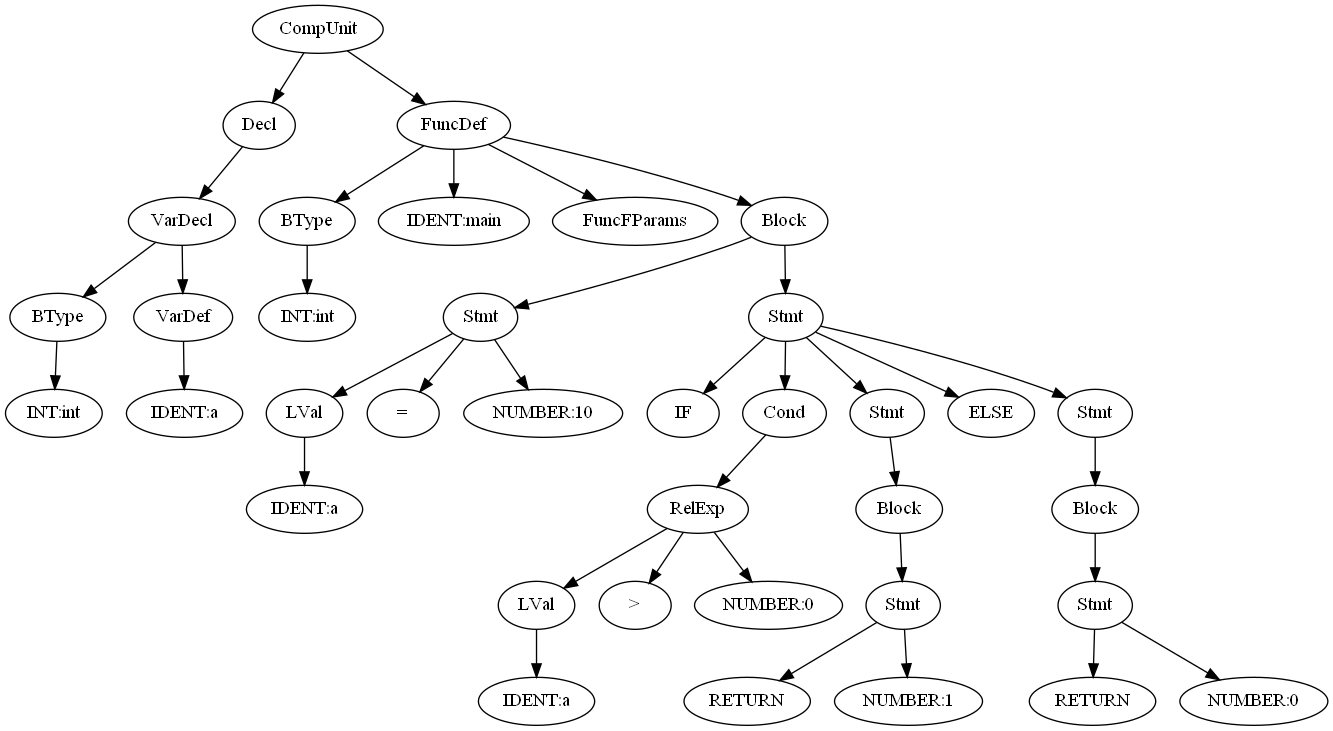 CompUnit
Decl FuncDef
VarDecl BType IDENT:main FuncFParams Block
BType VarDef INT:int Stmt Stmt
INT:int IDENT:a LVal = NUMBER:10 IF Cond Stmt ELSE Stmt
IDENT:a RelExp Block Block
LVal > NUMBER:0 Stmt Stmt
IDENT:a RETURN NUMBER:1 RETURN NUMBER:0